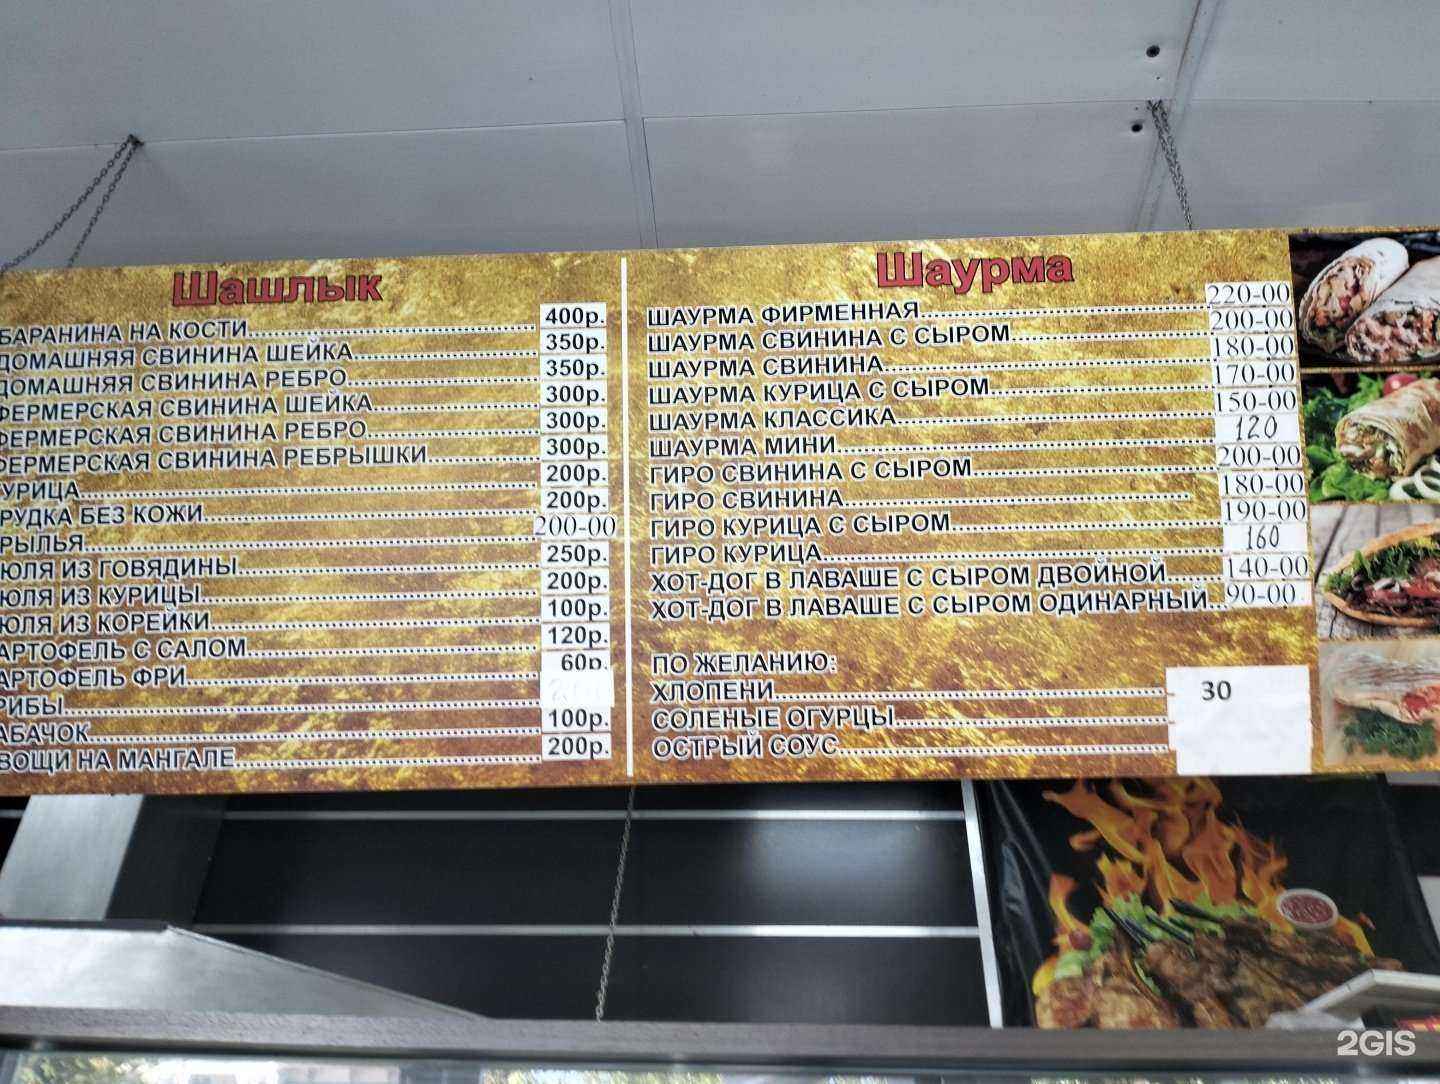 Шашлык
БАРАНИНА НА КОСТИ 400р.
ДОМАШНЯЯ СВИНИНА ШЕЙКА 350р.
ДОМАШНЯЯ СВИНИНА РЕБРО 350р.
ФЕРМЕРСКАЯ СВИНИНА ШЕЙКА 300р.
ФЕРМЕРСКАЯ СВИНИНА РЕБРО 300р.
ФЕРМЕРСКАЯ СВИНИНА РЕБРЫШКИ 300р.
УРИЦА 200р.
РУДКА БЕЗ КОЖИ 200р.
РЫЛЬЯ 200-00
ЮЛЯ ИЗ ГОВЯДИНЫ 250р.
ЮЛЯ ИЗ КУРИЦЫ 200р.
ЮЛЯ ИЗ КОРЕЙКИ 100р.
АРТОФЕЛЬ С САЛОМ 120р.
АРТОФЕЛЬ ФРИ 60р.
РИБЫ
АБАЧОК 100р.
ВОЩИ НА МАНГАЛЕ 200р.
Шаурма
ШАУРМА ФИРМЕННАЯ 220-00
ШАУРМА СВИНИНА С СЫРОМ 200-00
ШАУРМА СВИНИНА 180-00
ШАУРМА КУРИЦА С СЫРОМ 170-00
ШАУРМА КЛАССИКА 150-00
ШАУРМА МИНИ 120
ГИРО СВИНИНА С СЫРОМ 200-00
ГИРО СВИНИНА 180-00
ГИРО КУРИЦА С СЫРОМ 190-00
ГИРО КУРИЦА 160
ХОТ-ДОГ В ЛАВАШЕ С СЫРОМ ДВОЙНОЙ 140-00
ХОТ-ДОГ В ЛАВАШЕ С СЫРОМ ОДИНАРНЫЙ 90-00
ПО ЖЕЛАНИЮ:
ХЛОПЕНИ 30
СОЛЕНЫЕ ОГУРЦЫ
ОСТРЫЙ СОУС
2GIS